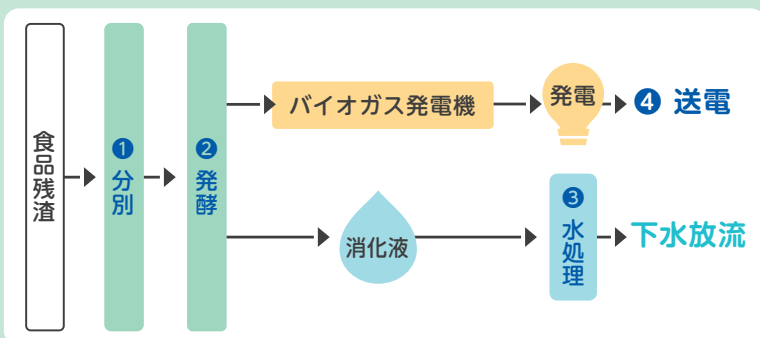 食品残渣
❶
分別
❷
発酵
バイオガス発電機
発電
❹ 送電
消化液
❸
水処理
下水放流